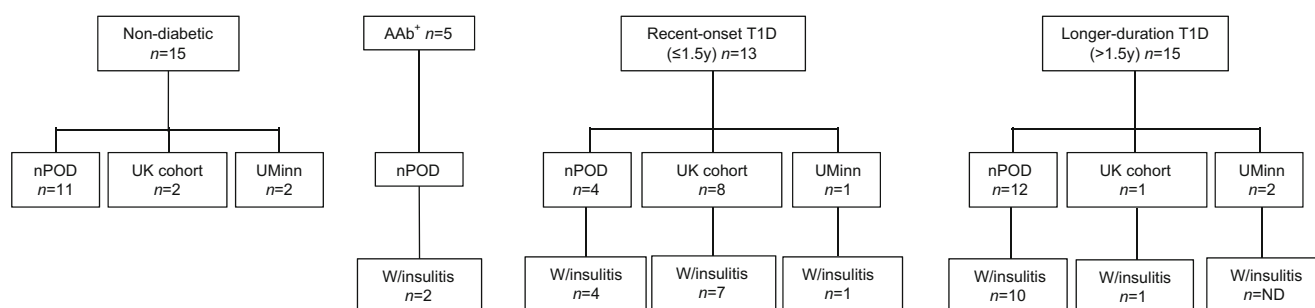 Non-diabetic
n=15
AAb⁺ n=5
Recent-onset T1D
(≤1.5y) n=13
Longer-duration T1D
(>1.5y) n=15
nPOD
n=11
UK cohort
n=2
UMinn
n=2
nPOD
nPOD
n=4
UK cohort
n=8
UMinn
n=1
nPOD
n=12
UK cohort
n=1
UMinn
n=2
W/insulitis
n=2
W/insulitis
n=4
W/insulitis
n=7
W/insulitis
n=1
W/insulitis
n=10
W/insulitis
n=1
W/insulitis
n=ND